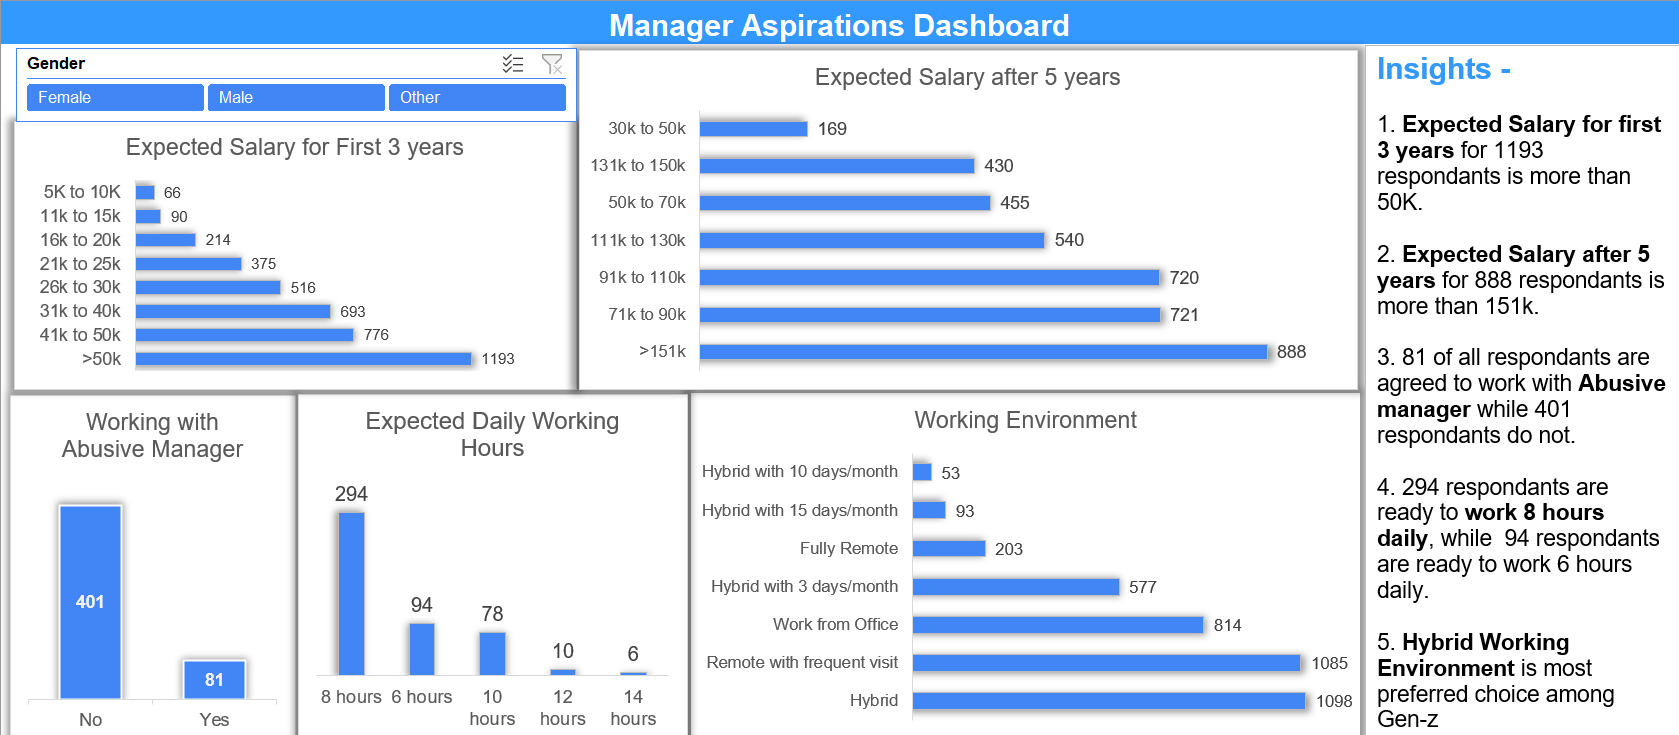 Manager Aspirations Dashboard
Gender
Female
Male
Other
Expected Salary for First 3 years
5K to 10K 66
11k to 15k 90
16k to 20k 214
21k to 25k 375
26k to 30k 516
31k to 40k 693
41k to 50k 776
>50k 1193
Expected Salary after 5 years
30k to 50k 169
131k to 150k 430
50k to 70k 455
111k to 130k 540
91k to 110k 720
71k to 90k 721
>151k 888
Working with
Abusive Manager
401
81
No Yes
Expected Daily Working
Hours
294
94
78
10
6
8 hours 6 hours 10 12 14
hours hours hours
Working Environment
Hybrid with 10 days/month 53
Hybrid with 15 days/month 93
Fully Remote 203
Hybrid with 3 days/month 577
Work from Office 814
Remote with frequent visit 1085
Hybrid 1098
Insights -
1. Expected Salary for first
3 years for 1193
respondants is more than
50K.
2. Expected Salary after 5
years for 888 respondants is
more than 151k.
3. 81 of all respondants are
agreed to work with Abusive
manager while 401
respondants do not.
4. 294 respondants are
ready to work 8 hours
daily, while 94 respondants
are ready to work 6 hours
daily.
5. Hybrid Working
Environment is most
preferred choice among
Gen-z